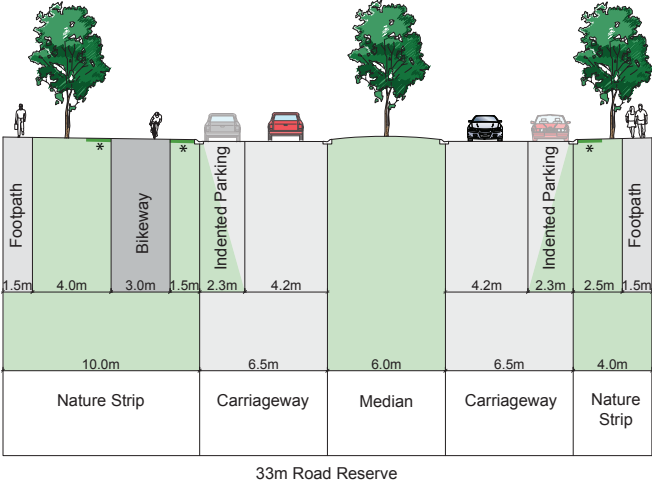 * * *
Footpath
Bikeway
Indented Parking
Indented Parking
Footpath
1.5m 4.0m 3.0m 1.5m 2.3m 4.2m 4.2m 2.3m 2.5m 1.5m
10.0m 6.5m 6.0m 6.5m 4.0m
Nature Strip Carriageway Median Carriageway Nature
Strip
33m Road Reserve